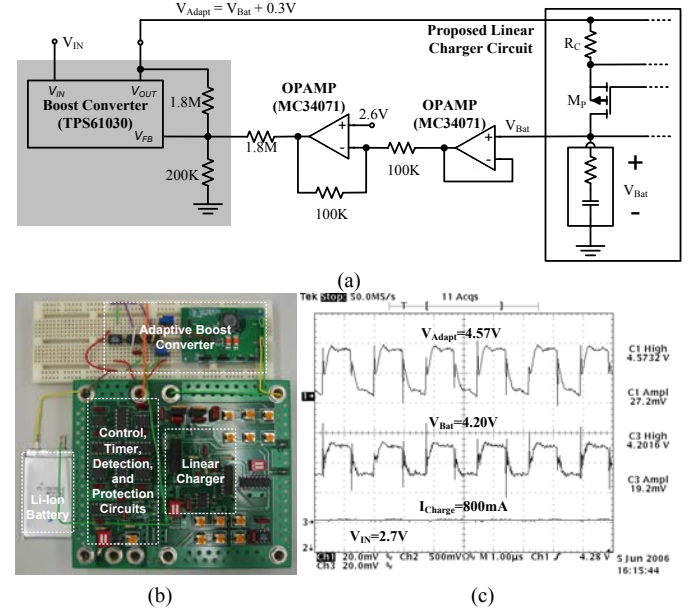 V_Adapt = V_Bat + 0.3V
Proposed Linear
Charger Circuit
V_IN
R_C
V_IN
V_OUT
Boost Converter
(TPS61030)
V_FB
1.8M
200K
1.8M
OPAMP
(MC34071)
+
2.6V
-
100K
100K
OPAMP
(MC34071)
+
-
V_Bat
M_P
+
V_Bat
-
(a)
Adaptive Boost
Converter
Control,
Timer,
Detection,
and
Protection
Circuits
Linear
Charger
Li-Ion
Battery
(b)
Tek Stop: 50.0MS/s 11 Acqs
T
V_Adapt=4.57V
C1 High
4.5732 V
1
C1 Ampl
27.2mV
V_Bat=4.20V
C3 High
4.2016 V
C3 Ampl
19.2mV
I_Charge=800mA
3
V_IN=2.7V
2
Ch1 20.0mV Ch2 500mVΩ M 1.00µs Ch1 4.28 V
Ch3 20.0mV
5 Jun 2006
16:15:44
(c)